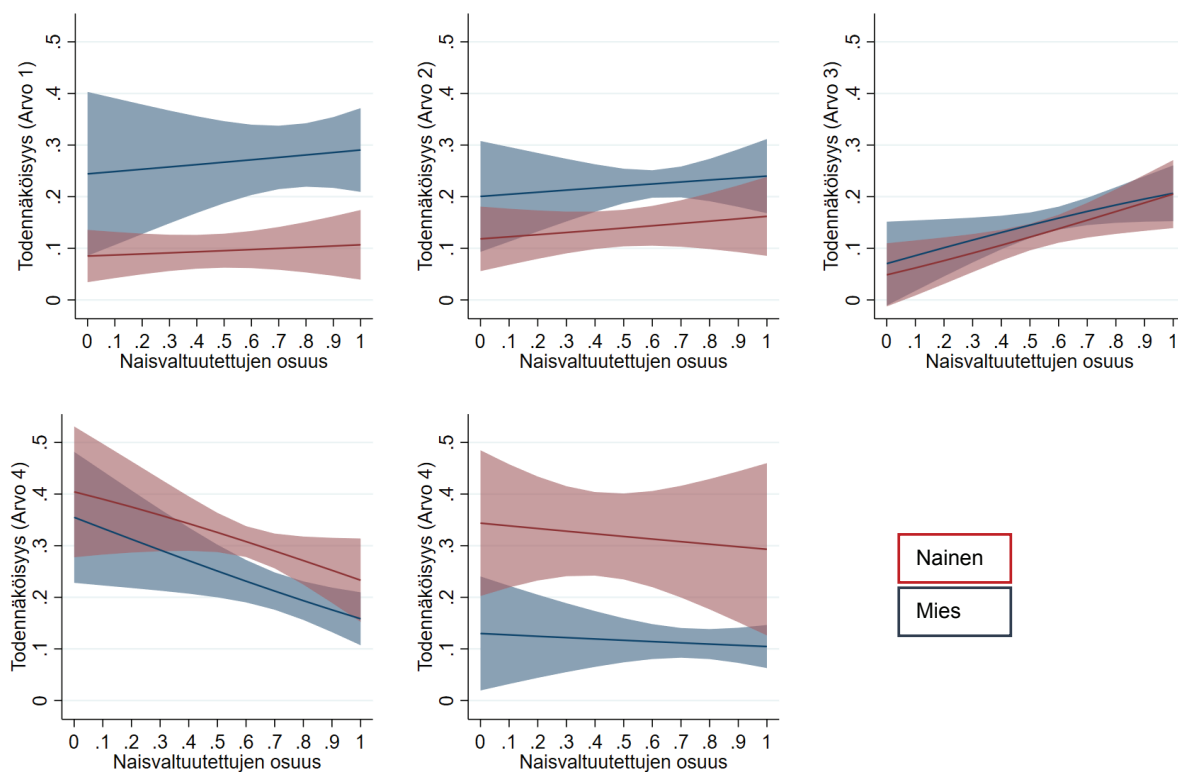 Todennäköisyys (Arvo 1)
.5
.4
.3
.2
.1
0
0 .1 .2 .3 .4 .5 .6 .7 .8 .9 1
Naisvaltuutettujen osuus
Todennäköisyys (Arvo 2)
.5
.4
.3
.2
.1
0
0 .1 .2 .3 .4 .5 .6 .7 .8 .9 1
Naisvaltuutettujen osuus
Todennäköisyys (Arvo 3)
.5
.4
.3
.2
.1
0
0 .1 .2 .3 .4 .5 .6 .7 .8 .9 1
Naisvaltuutettujen osuus
Todennäköisyys (Arvo 4)
.5
.4
.3
.2
.1
0
0 .1 .2 .3 .4 .5 .6 .7 .8 .9 1
Naisvaltuutettujen osuus
Todennäköisyys (Arvo 4)
.5
.4
.3
.2
.1
0
0 .1 .2 .3 .4 .5 .6 .7 .8 .9 1
Naisvaltuutettujen osuus
Nainen
Mies